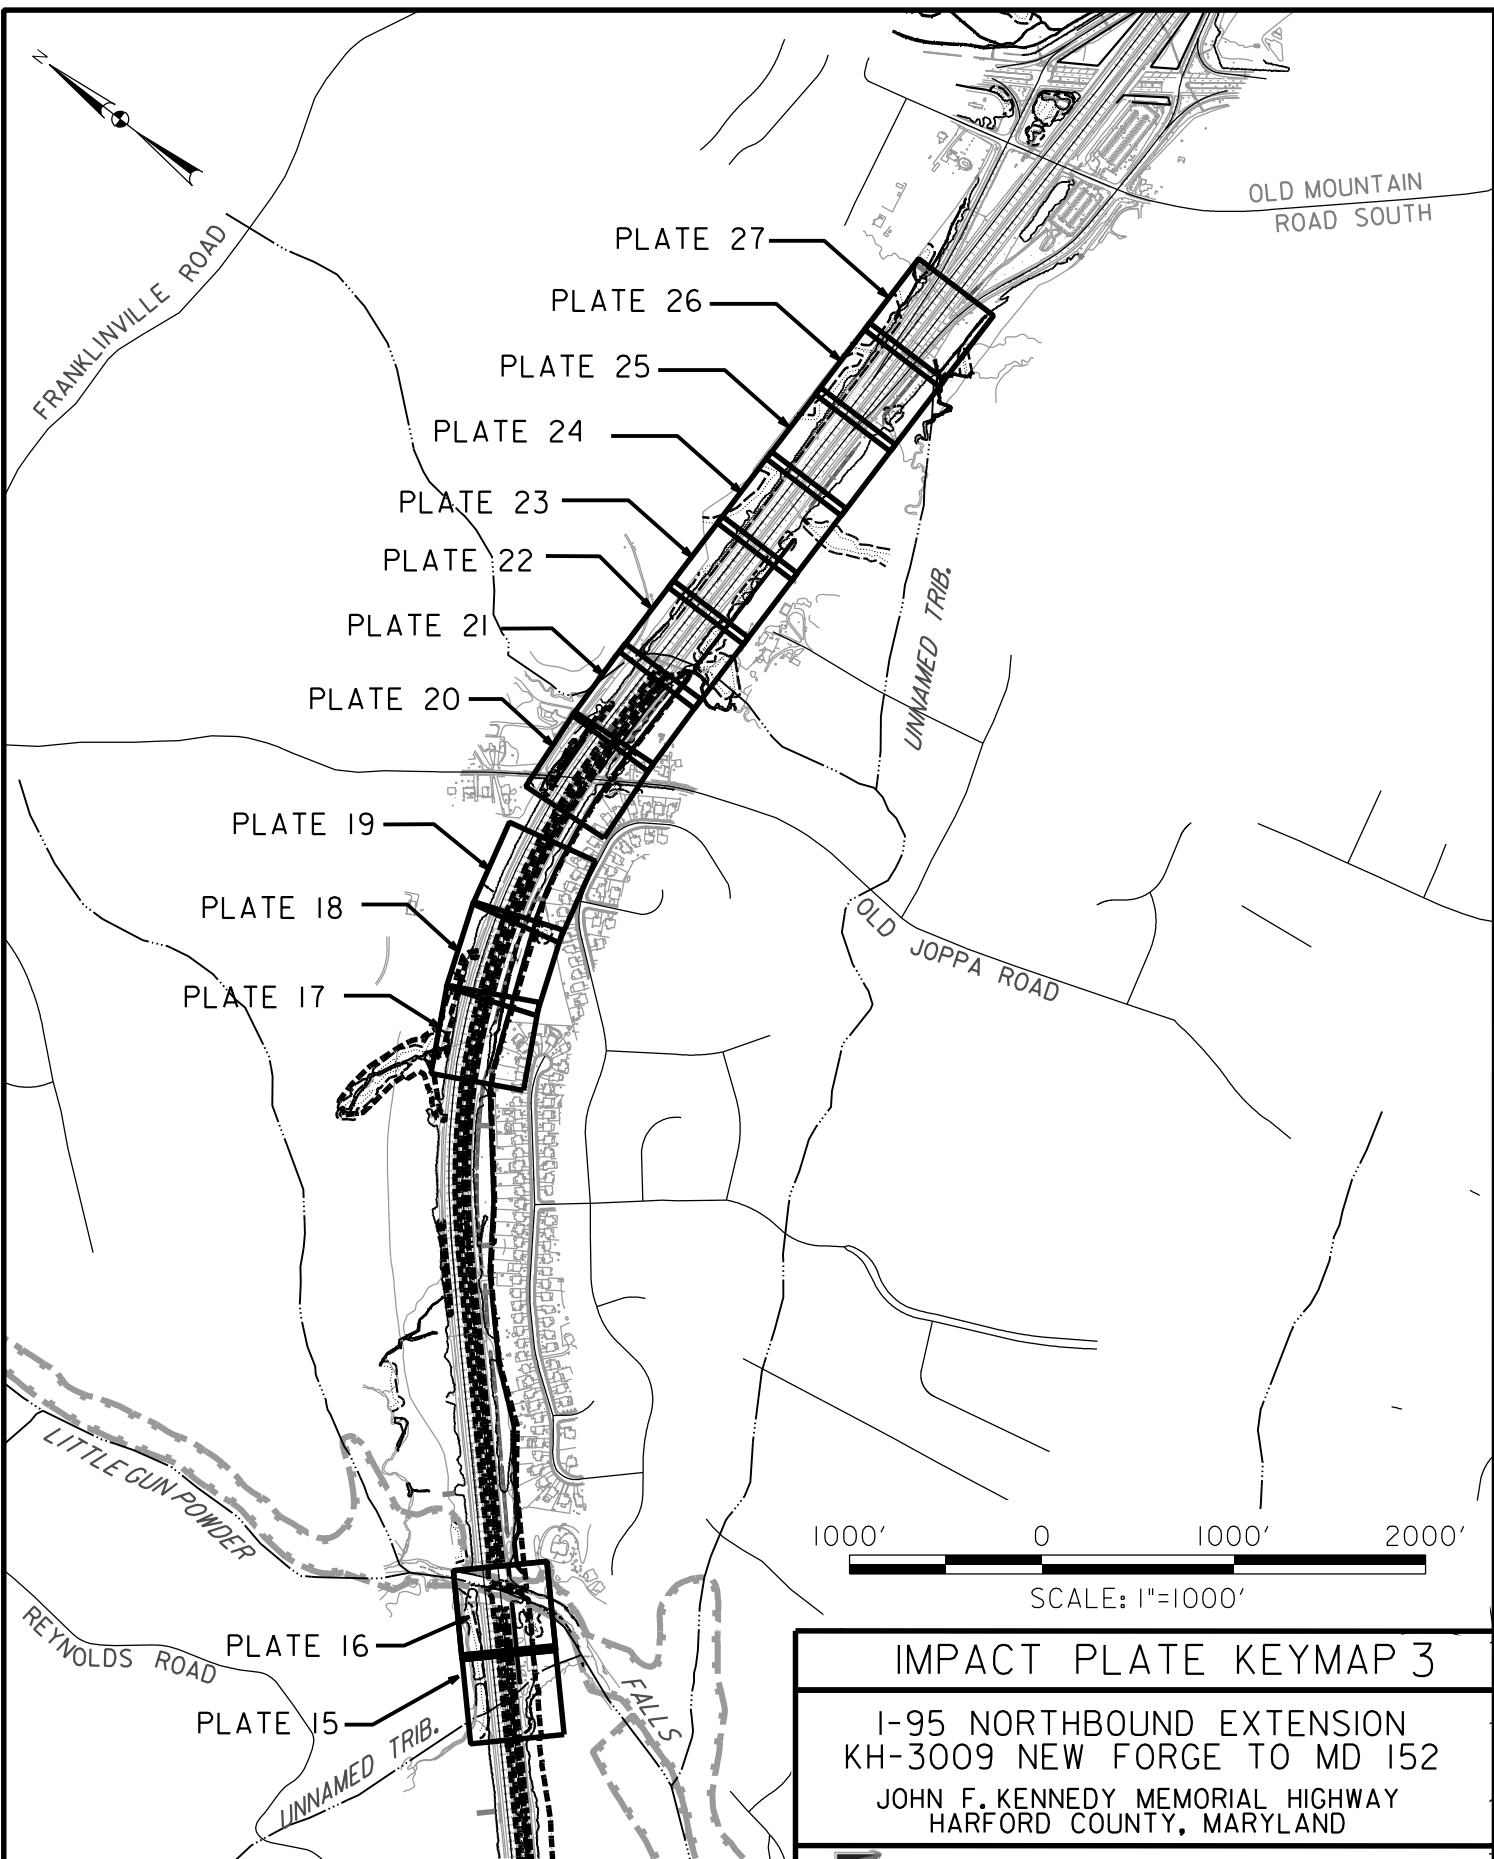 N
OLD MOUNTAIN
ROAD SOUTH
FRANKLINVILLE ROAD
PLATE 27
PLATE 26
PLATE 25
PLATE 24
PLATE 23
PLATE 22
PLATE 21
PLATE 20
UNNAMED TRIB.
PLATE 19
PLATE 18
OLD JOPPA ROAD
PLATE 17
LITTLE GUNPOWDER
FALLS
1000' 0 1000' 2000'
SCALE: 1"=1000'
REYNOLDS ROAD
PLATE 16
PLATE 15
UNNAMED TRIB.
IMPACT PLATE KEYMAP 3
I-95 NORTHBOUND EXTENSION
KH-3009 NEW FORGE TO MD 152
JOHN F. KENNEDY MEMORIAL HIGHWAY
HARFORD COUNTY, MARYLAND